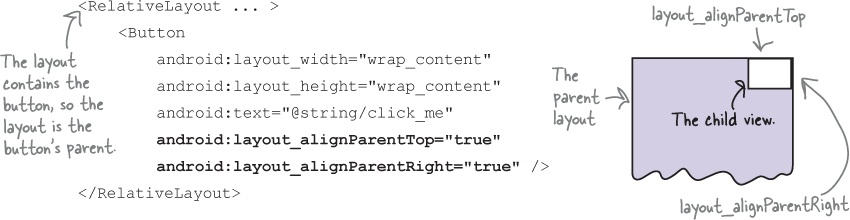 <RelativeLayout ... >
<Button
android:layout_width="wrap_content"
android:layout_height="wrap_content"
android:text="@string/click_me"
android:layout_alignParentTop="true"
android:layout_alignParentRight="true" />
</RelativeLayout>
The layout
contains the
button, so the
layout is the
button's parent.
layout_alignParentTop
The
parent
layout
The child view.
layout_alignParentRight